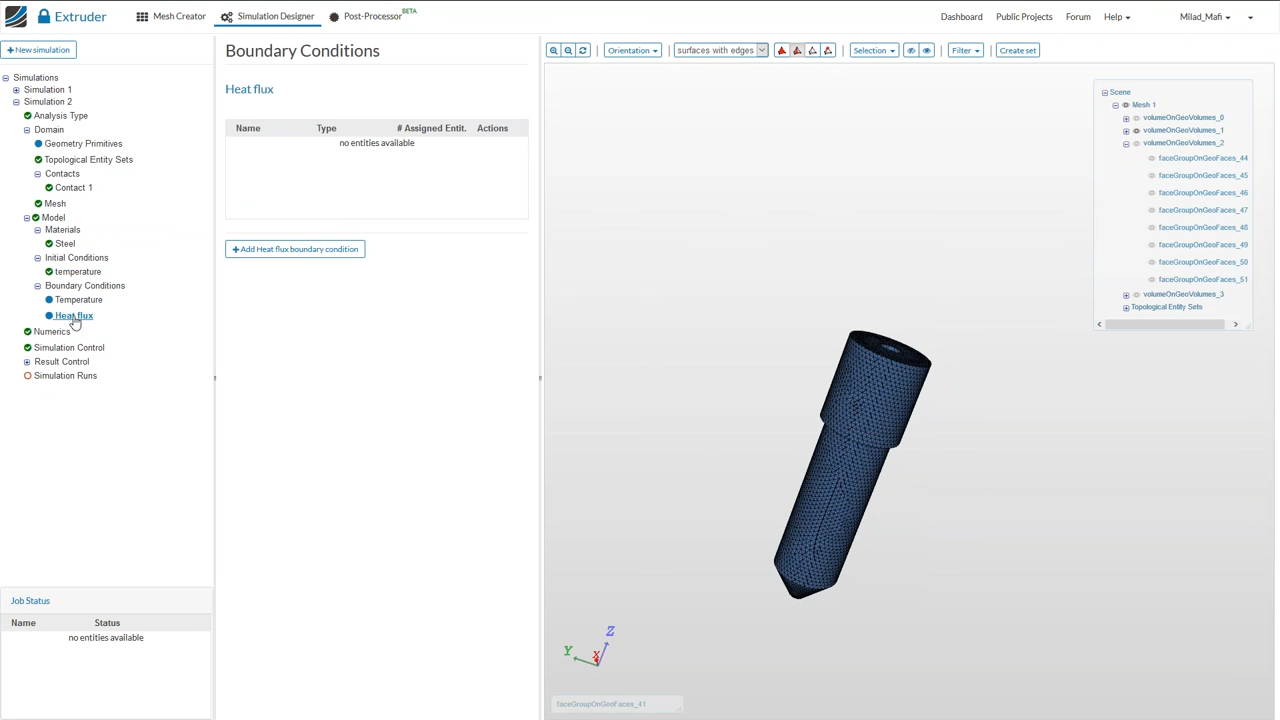 Extruder
Mesh Creator
Simulation Designer
Post-Processor BETA
Dashboard
Public Projects
Forum
Help
Milad_Mafi
+ New simulation
Simulations
Simulation 1
Simulation 2
Analysis Type
Domain
Geometry Primitives
Topological Entity Sets
Contacts
Contact 1
Mesh
Model
Materials
Steel
Initial Conditions
temperature
Boundary Conditions
Temperature
Heat flux
Numerics
Simulation Control
Result Control
Simulation Runs
Job Status
Name Status
no entities available
Boundary Conditions
Heat flux
Name Type # Assigned Entit. Actions
no entities available
+ Add Heat flux boundary condition
Orientation
surfaces with edges
Selection
Filter
Create set
Scene
Mesh 1
volumeOnGeoVolumes_0
volumeOnGeoVolumes_1
volumeOnGeoVolumes_2
faceGroupOnGeoFaces_44
faceGroupOnGeoFaces_45
faceGroupOnGeoFaces_46
faceGroupOnGeoFaces_47
faceGroupOnGeoFaces_48
faceGroupOnGeoFaces_49
faceGroupOnGeoFaces_50
faceGroupOnGeoFaces_51
volumeOnGeoVolumes_3
Topological Entity Sets
Z
Y
X
faceGroupOnGeoFaces_41